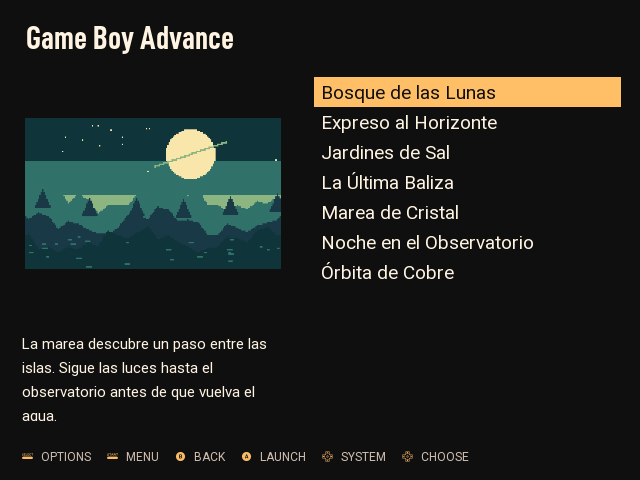 Game Boy Advance
Bosque de las Lunas
Expreso al Horizonte
Jardines de Sal
La Última Baliza
Marea de Cristal
Noche en el Observatorio
Órbita de Cobre
La marea descubre un paso entre las
islas. Sigue las luces hasta el
observatorio antes de que vuelva el
agua.
OPTIONS MENU BACK LAUNCH SYSTEM CHOOSE